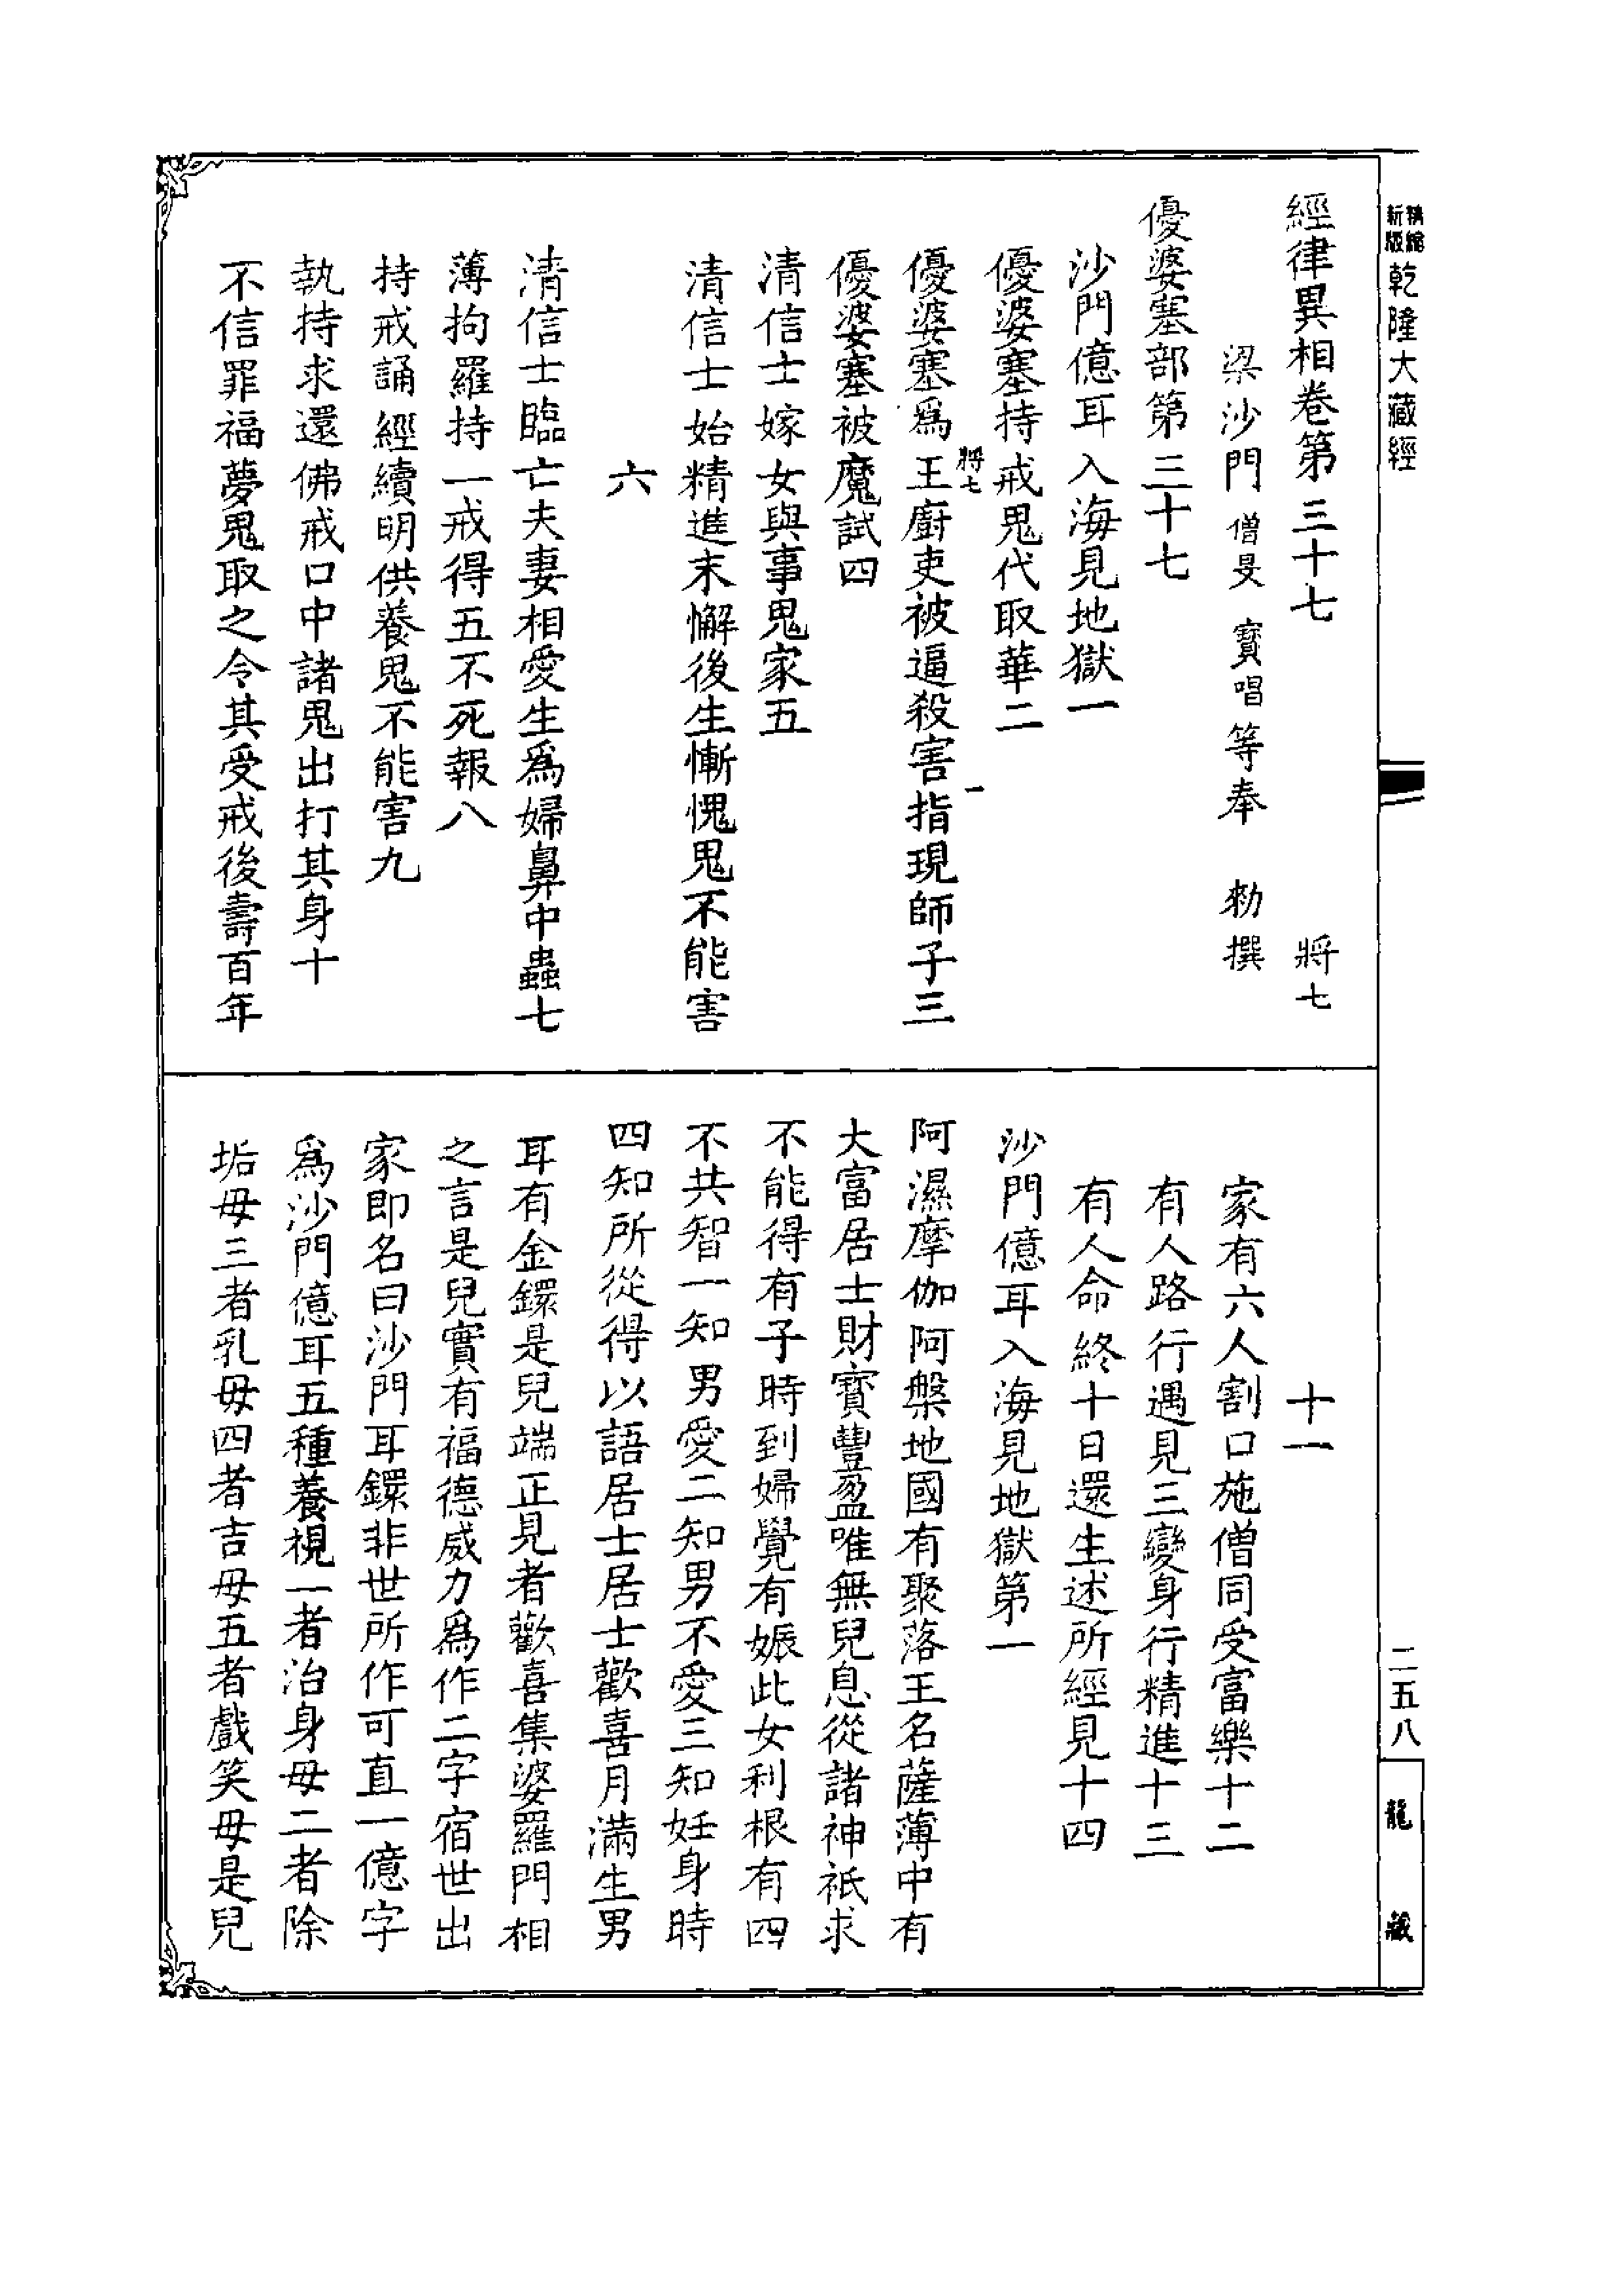 新版精縮乾隆大藏經
二五八
龍藏
經律異相卷第三十七 將七
梁沙門僧旻寶唱等奉 勅撰
優婆塞部第三十七
沙門億耳入海見地獄一
優婆塞持戒鬼代取華二
將七 一
優婆塞爲王廚吏被逼殺害指現師子三
優婆塞被魔試四
清信士嫁女與事鬼家五
清信士始精進末懈後生慚愧鬼不能害
六
清信士臨亡夫妻相愛生爲婦鼻中蟲七
薄拘羅持一戒得五不死報八
持戒誦經續明供養鬼不能害九
執持求還佛戒口中諸鬼出打其身十
不信罪福夢鬼取之令其受戒後壽百年
十一
家有六人割口施僧同受富樂十二
有人路行遇見三變身行精進十三
有人命終十日還生述所經見十四
沙門億耳入海見地獄第一
阿濕摩伽阿槃地國有聚落王名薩薄中有
大富居士財寶豐盈唯無兒息從諸神祇求
不能得有子時到婦覺有娠此女利根有四
不共智一知男愛二知男不愛三知妊身時
四知所從得以語居士居士歡喜月滿生男
耳有金鐶是兒端正見者歡喜集婆羅門相
之言是兒實有福德威力爲作二字宿世出
家即名曰沙門耳鐶非世所作可直一億字
爲沙門億耳五種養視一者治身母二者除
垢母三者乳母四者吉母五者戲笑母是兒